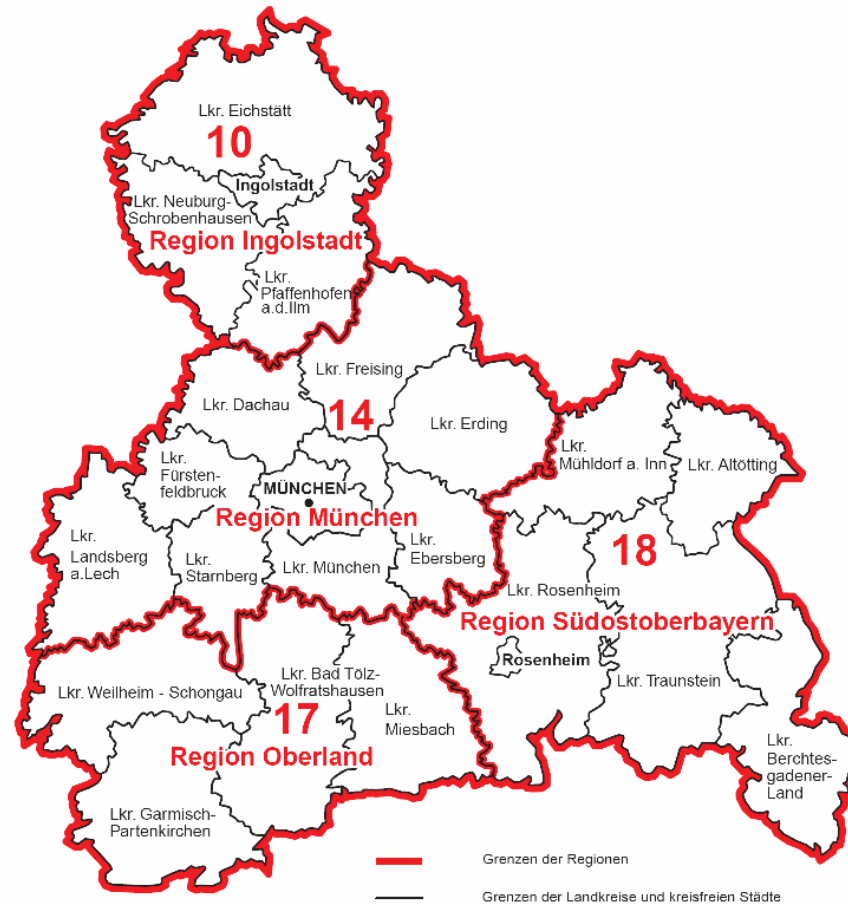 Lkr. Eichstätt
10
Ingolstadt
Lkr. Neuburg-
Schrobenhausen
Region Ingolstadt
Lkr.
Pfaffenhofen
a.d.Ilm
Lkr. Freising
Lkr. Dachau
14
Lkr. Erding
Lkr.
Fürsten-
feldbruck
MÜNCHEN
Region München
Lkr.
Landsberg
a.Lech
Lkr.
Starnberg
Lkr. München
Lkr.
Ebersberg
Lkr.
Mühldorf a. Inn
Lkr. Altötting
18
Lkr. Rosenheim
Region Südostoberbayern
Rosenheim
Lkr. Traunstein
Lkr.
Berchtes-
gadener-
Land
Lkr. Weilheim - Schongau
Lkr. Bad Tölz-
Wolfratshausen
17
Lkr.
Miesbach
Region Oberland
Lkr. Garmisch-
Partenkirchen
Grenzen der Regionen
Grenzen der Landkreise und kreisfreien Städte